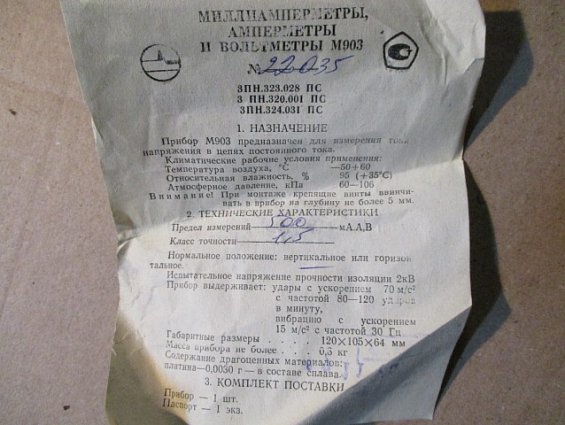 МИЛЛИАМПЕРМЕТРЫ,
АМПЕРМЕТРЫ
И ВОЛЬТМЕТРЫ М903
№ 22035
3ПН.323.028 ПС
3 ПН.320.001 ПС
3ПН.324.031 ПС
1. НАЗНАЧЕНИЕ
Прибор М903 предназначен для измерения тока
напряжения в цепях постоянного тока.
Климатические рабочие условия применения:
Температура воздуха, °С —50+60
Относительная влажность, % 95 (+35°С)
Атмосферное давление, кПа 60—106
Внимание! При монтаже крепящие винты ввинчи-
вать в прибор на глубину не более 5 мм.
2. ТЕХНИЧЕСКИЕ ХАРАКТЕРИСТИКИ
Предел измерений 500 мА.А,В
Класс точности 1,5
Нормальное положение: вертикальное или горизон
тальное.
Испытательное напряжение прочности изоляции 2кВ
Прибор выдерживает: удары с ускорением 70 м/с²
с частотой 80—120 ударов
в минуту,
вибрацию с ускорением
15 м/с² с частотой 30 Гц
Габаритные размеры . . . . 120×105×64 мм
Масса прибора не более . . . 0,6 кг
Содержание драгоценных материалов:
платина—0,0030 г — в составе сплава
3. КОМПЛЕКТ ПОСТАВКИ
Прибор — 1 шт.
Паспорт — 1 экз.